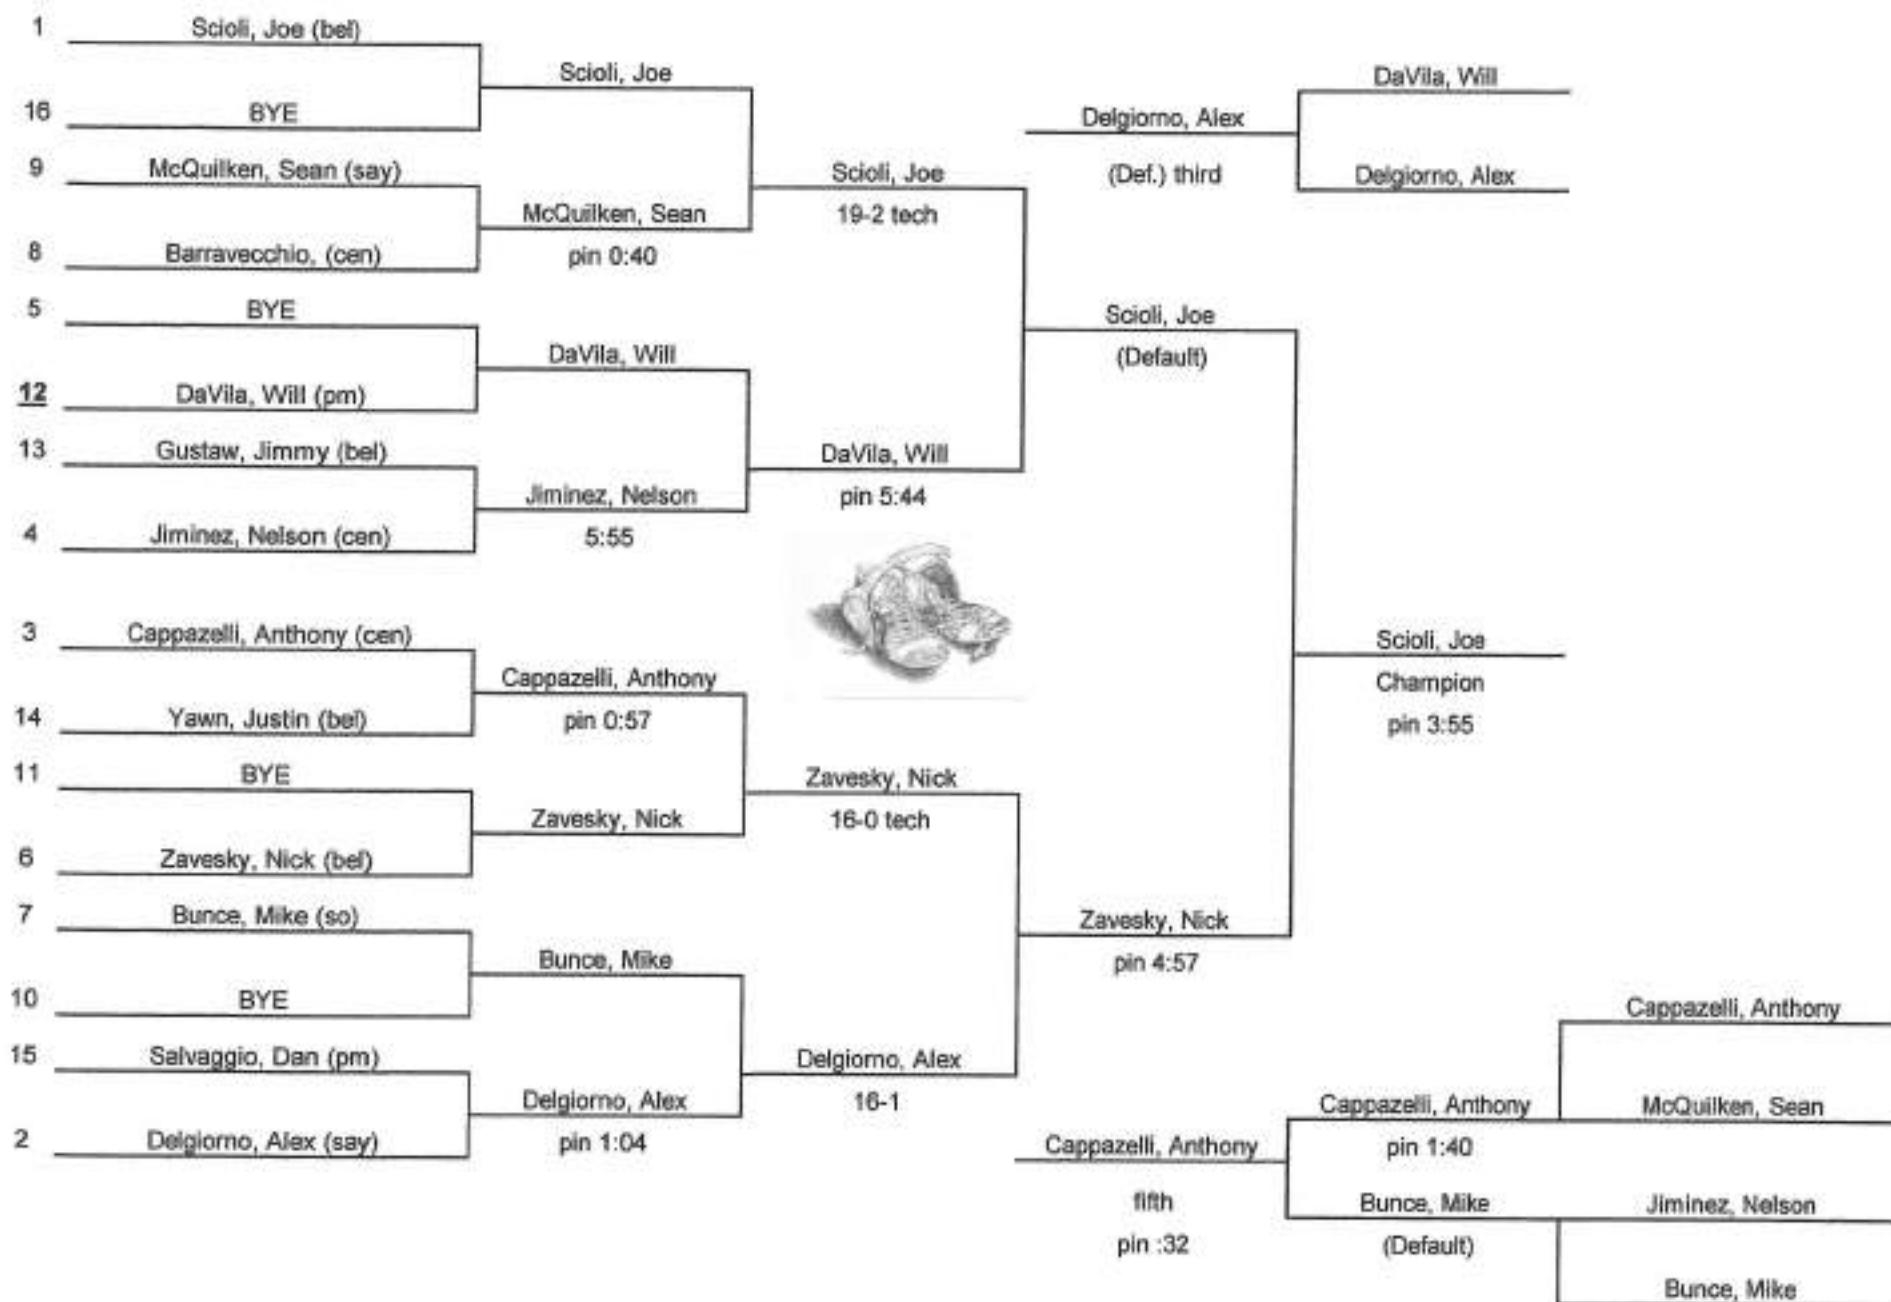 1 Scioli, Joe (bel)
16 BYE
9 McQuilken, Sean (say)
8 Barravecchio, (cen)
5 BYE
12 DaVila, Will (pm)
13 Gustaw, Jimmy (bel)
4 Jiminez, Nelson (cen)
3 Cappazelli, Anthony (cen)
14 Yawn, Justin (bel)
11 BYE
6 Zavesky, Nick (bel)
7 Bunce, Mike (so)
10 BYE
15 Salvaggio, Dan (pm)
2 Delgiorno, Alex (say)
Scioli, Joe
McQuilken, Sean
pin 0:40
DaVila, Will
Jiminez, Nelson
5:55
Cappazelli, Anthony
pin 0:57
Zavesky, Nick
Bunce, Mike
Delgiorno, Alex
pin 1:04
Scioli, Joe
19-2 tech
DaVila, Will
pin 5:44
Zavesky, Nick
16-0 tech
Delgiorno, Alex
16-1
Scioli, Joe
(Default)
Zavesky, Nick
pin 4:57
Scioli, Joe
Champion
pin 3:55
DaVila, Will
Delgiorno, Alex
Delgiorno, Alex
(Def.) third
Cappazelli, Anthony
McQuilken, Sean
Jiminez, Nelson
Bunce, Mike
Cappazelli, Anthony
pin 1:40
Bunce, Mike
(Default)
Cappazelli, Anthony
fifth
pin :32